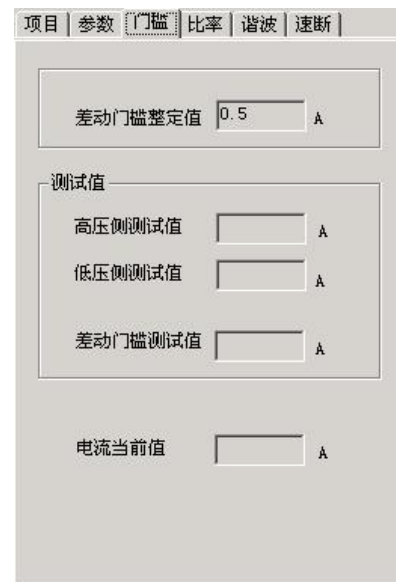 项目 参数 门槛 比率 谐波 速断
差动门槛整定值 0.5 A
测试值
高压侧测试值 A
低压侧测试值 A
差动门槛测试值 A
电流当前值 A